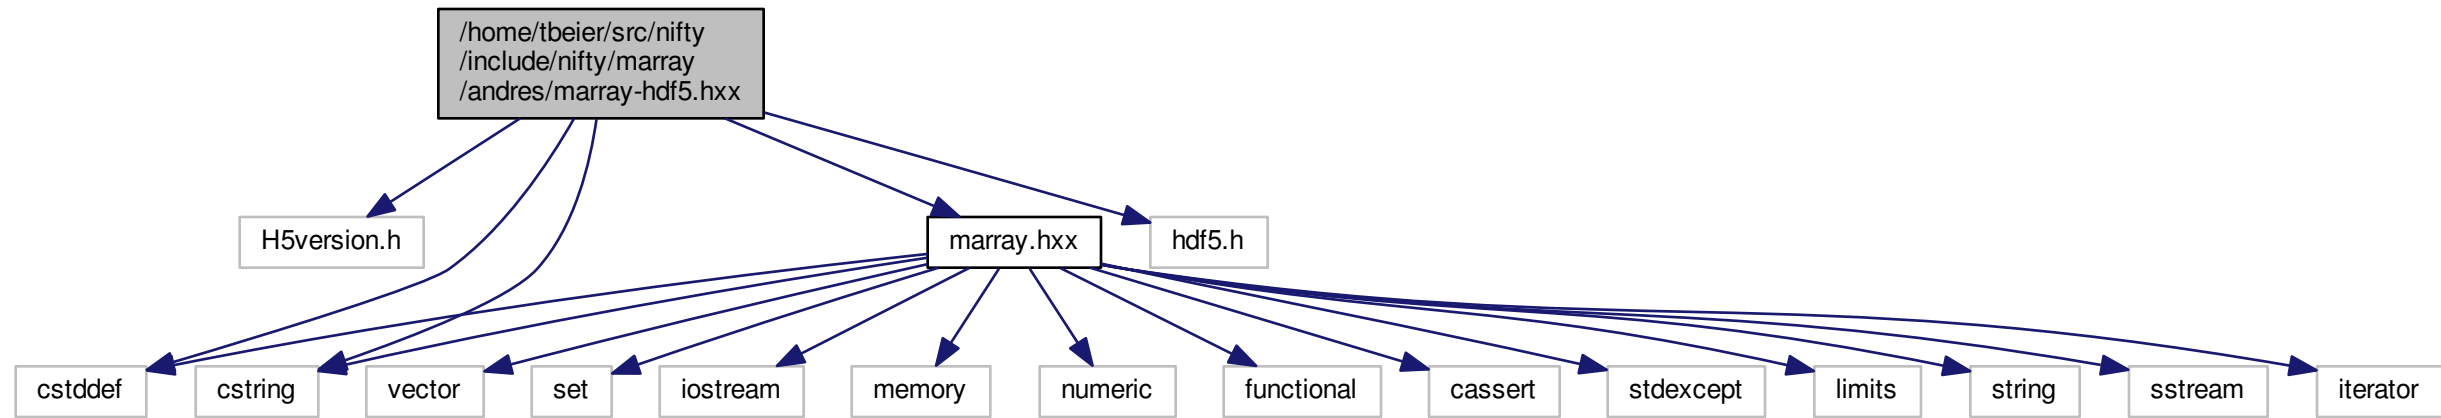 /home/tbeier/src/nifty
/include/nifty/marray
/andres/marray-hdf5.hxx
H5version.h
marray.hxx
hdf5.h
cstddef
cstring
vector
set
iostream
memory
numeric
functional
cassert
stdexcept
limits
string
sstream
iterator